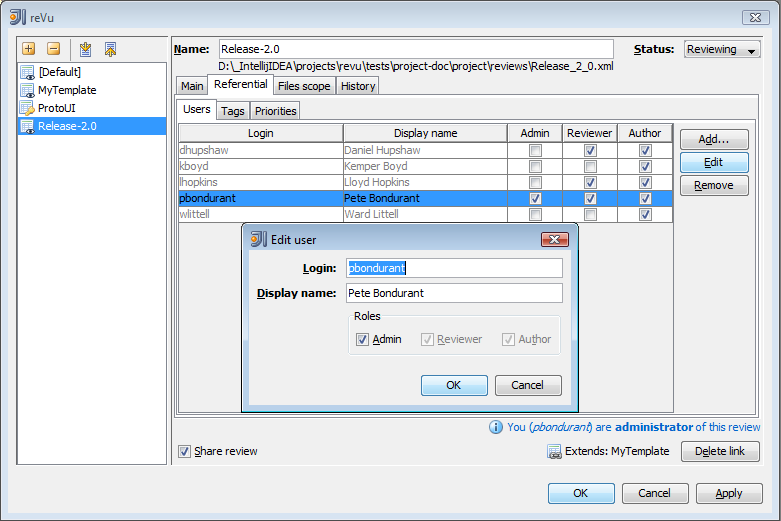 reVu
Name: Release-2.0 Status: Reviewing
D:\_IntellijIDEA\projects\revu\tests\project-doc\project\reviews\Release_2_0.xml
[Default]
MyTemplate
ProtoUI
Release-2.0
Main Referential Files scope History
Users Tags Priorities
Login Display name Admin Reviewer Author
dhupshaw Daniel Hupshaw
kboyd Kemper Boyd
lhopkins Lloyd Hopkins
pbondurant Pete Bondurant
wlittell Ward Littell
Add...
Edit
Remove
Edit user
Login: pbondurant
Display name: Pete Bondurant
Roles
Admin Reviewer Author
OK Cancel
You (pbondurant) are administrator of this review
Share review Extends: MyTemplate Delete link
OK Cancel Apply